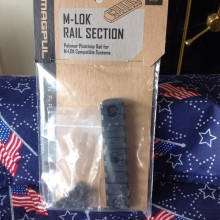 MAGPUL
M-LOK®
RAIL SECTION
Polymer Picatinny Rail for
M-LOK Compatible Systems